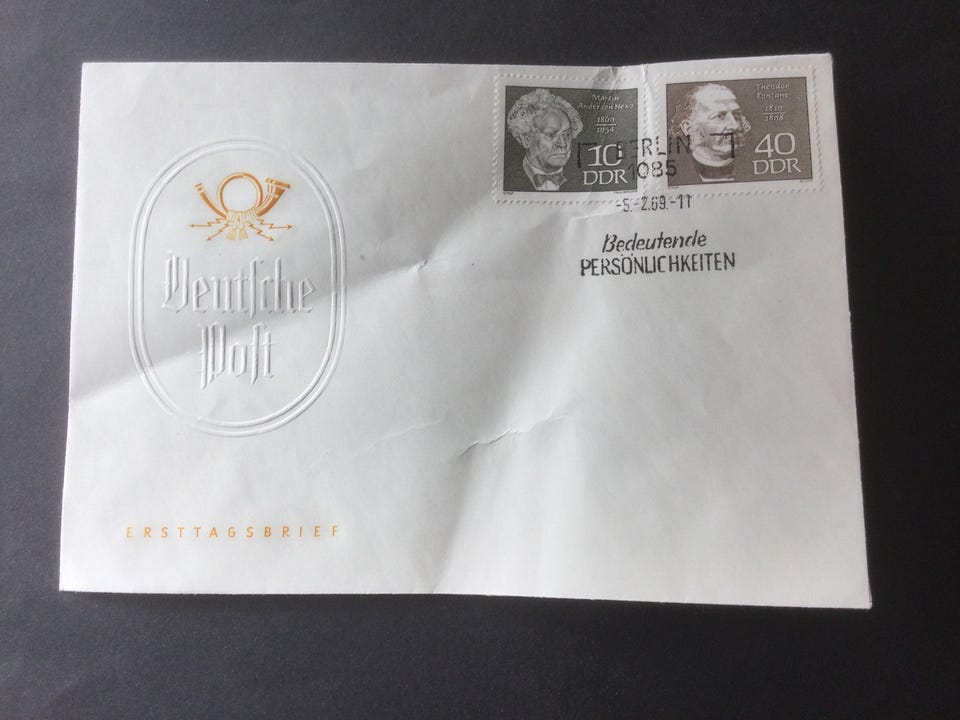 Martin
Andersen Nexö
1869
1954
10
DDR
Theodor
Fontane
1819
1898
40
DDR
BERLIN
1085
-5.-2.69.-11
Bedeutende
PERSÖNLICHKEITEN
Deutsche
Post
ERSTTAGSBRIEF